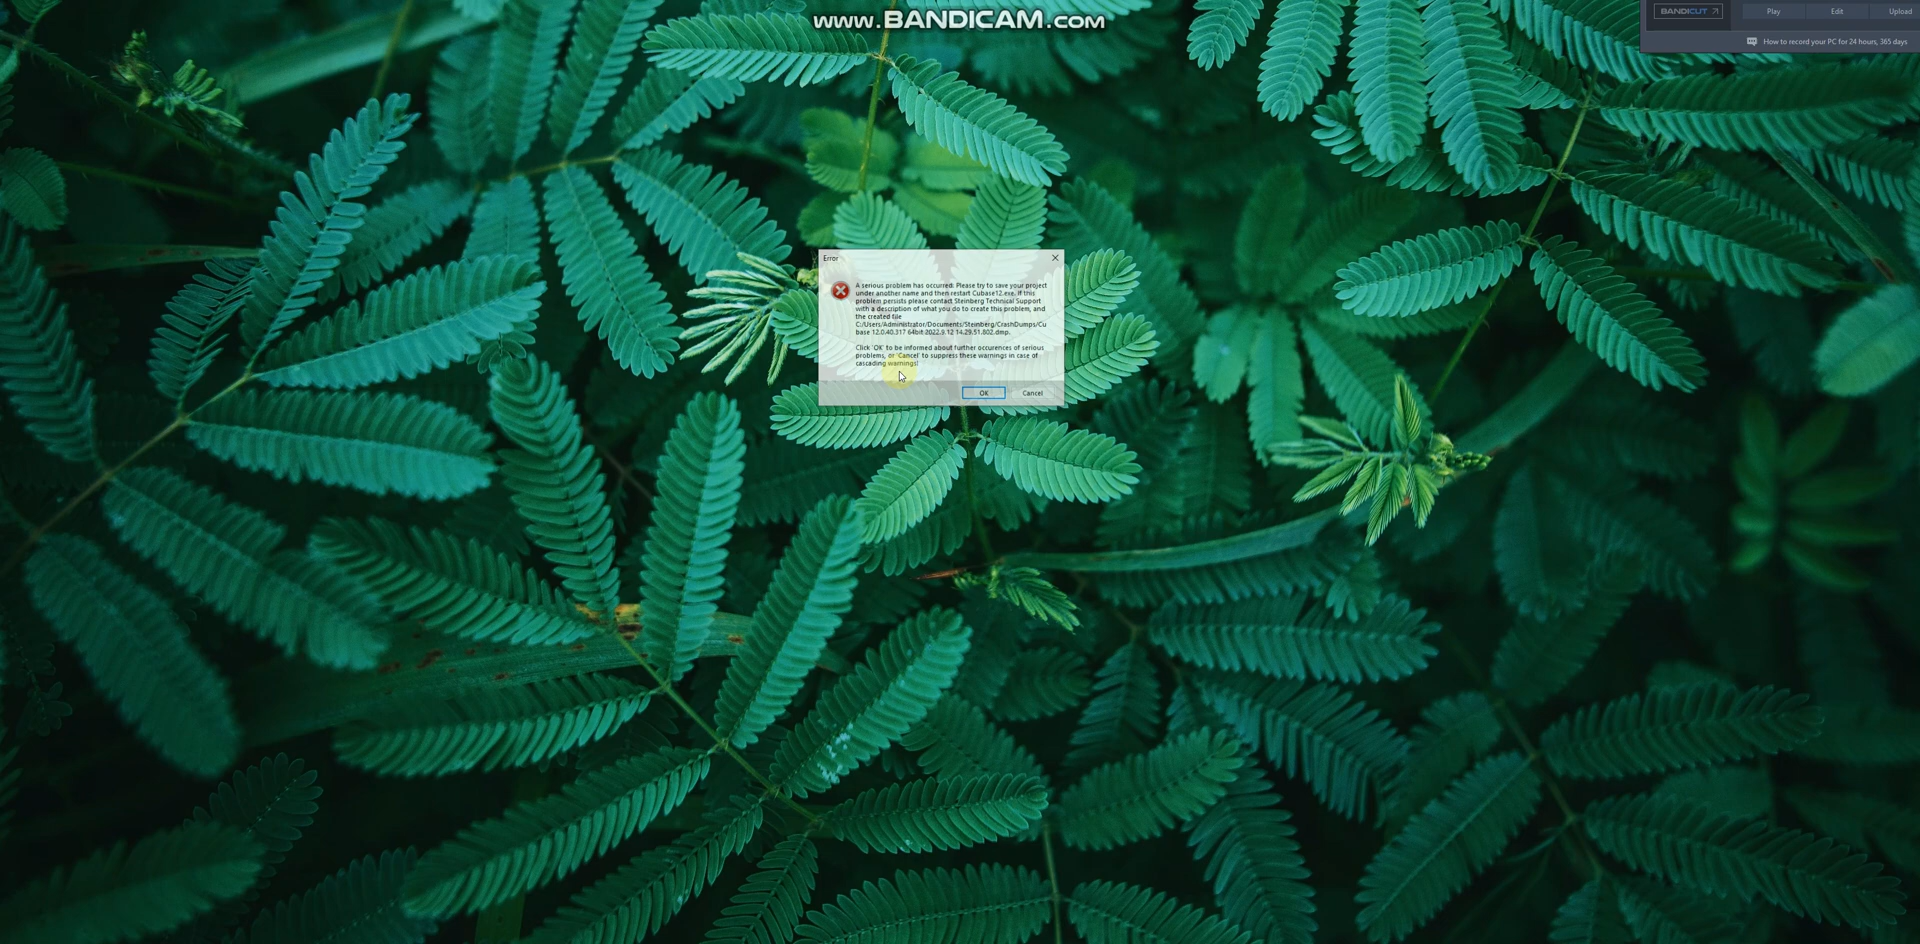 www.BANDICAM.com
BANDICUT
Play
Edit
Upload
How to record your PC for 24 hours, 365 days
Error
A serious problem has occurred: Please try to save your project
under another name and then restart Cubase12.exe. If this
problem persists please contact Steinberg Technical Support
with a description of what you do to create this problem, and
the created file
C:/Users/Administrator/Documents/Steinberg/CrashDumps/Cu
base 12.0.40.317 64bit 2022.9.12 14.29.51.802.dmp.
Click 'OK' to be informed about further occurences of serious
problems, or 'Cancel' to suppress these warnings in case of
cascading warnings!
OK
Cancel